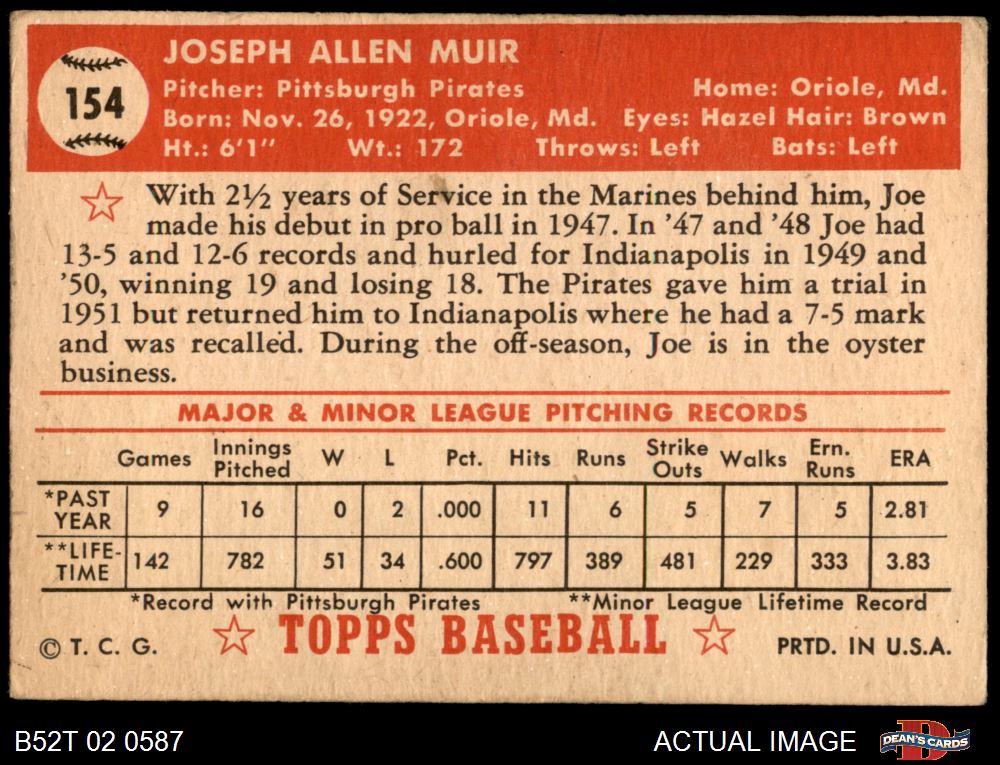 154
JOSEPH ALLEN MUIR
Pitcher: Pittsburgh Pirates Home: Oriole, Md.
Born: Nov. 26, 1922, Oriole, Md. Eyes: Hazel Hair: Brown
Ht.: 6'1" Wt.: 172 Throws: Left Bats: Left
With 2½ years of Service in the Marines behind him, Joe
made his debut in pro ball in 1947. In '47 and '48 Joe had
13-5 and 12-6 records and hurled for Indianapolis in 1949 and
'50, winning 19 and losing 18. The Pirates gave him a trial in
1951 but returned him to Indianapolis where he had a 7-5 mark
and was recalled. During the off-season, Joe is in the oyster
business.
MAJOR & MINOR LEAGUE PITCHING RECORDS
Games Innings Pitched W L Pct. Hits Runs Strike Outs Walks Ern. Runs ERA
*PAST YEAR 9 16 0 2 .000 11 6 5 7 5 2.81
**LIFE-TIME 142 782 51 34 .600 797 389 481 229 333 3.83
*Record with Pittsburgh Pirates **Minor League Lifetime Record
© T. C. G. TOPPS BASEBALL PRTD. IN U.S.A.
B52T 02 0587 ACTUAL IMAGE D DEAN'S CARDS